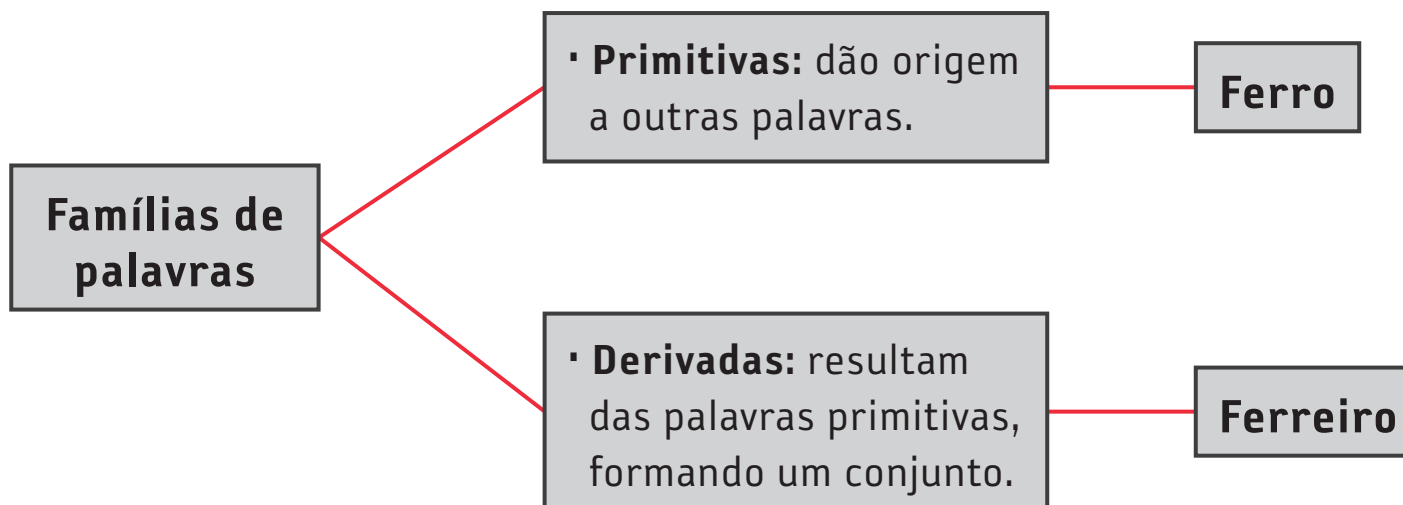 Famílias de
palavras
· Primitivas: dão origem
a outras palavras.
Ferro
· Derivadas: resultam
das palavras primitivas,
formando um conjunto.
Ferreiro